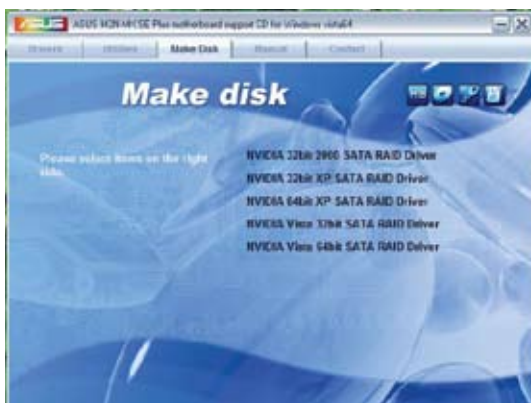 ASUS M2N-MX SE Plus motherboard support CD for Windows vista64
Drivers Utilities Make Disk Manual Contact
Make disk
Please select items on the right
side.
NVIDIA 32bit 2000 SATA RAID Driver
NVIDIA 32bit XP SATA RAID Driver
NVIDIA 64bit XP SATA RAID Driver
NVIDIA Vista 32bit SATA RAID Driver
NVIDIA Vista 64bit SATA RAID Driver